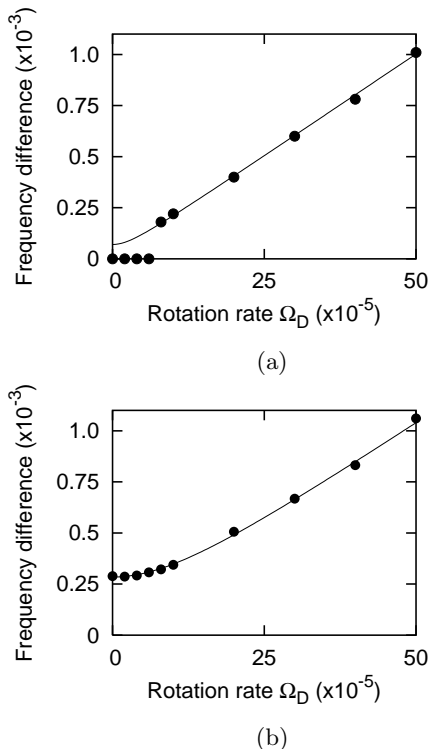 1.0
0.75
0.5
0.25
0
0 25 50
Frequency difference (x10⁻³)
Rotation rate Ω_D (x10⁻⁵)
(a)
1.0
0.75
0.5
0.25
0
0 25 50
Frequency difference (x10⁻³)
Rotation rate Ω_D (x10⁻⁵)
(b)